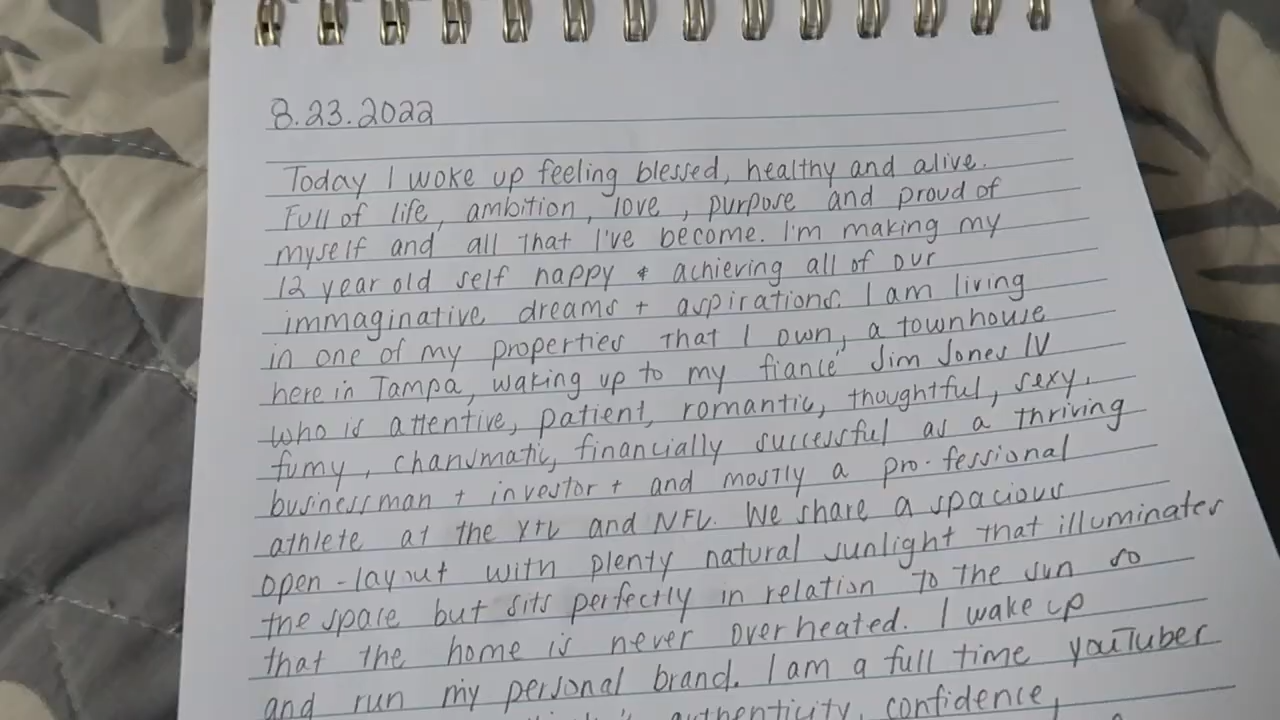 8.23.2022
Today I woke up feeling blessed, healthy and alive.
Full of life, ambition, love, purpose and proud of
myself and all that I've become. I'm making my
12 year old self happy + achieving all of our
immaginative dreams + aspirations. I am living
in one of my properties that I own, a townhouse
here in Tampa, waking up to my fiancé Jim Jones IV
who is attentive, patient, romantic, thoughtful, sexy,
funny, charismatic, financially successful as a thriving
businessman + investor + and mostly a pro-fessional
athlete at the and NFL. We share a spacious
open-layout with plenty natural sunlight that illuminates
the space but sits perfectly in relation to the sun so
that the home is never overheated. I wake up
and run my personal brand. I am a full time youTuber
authenticity, confidence,